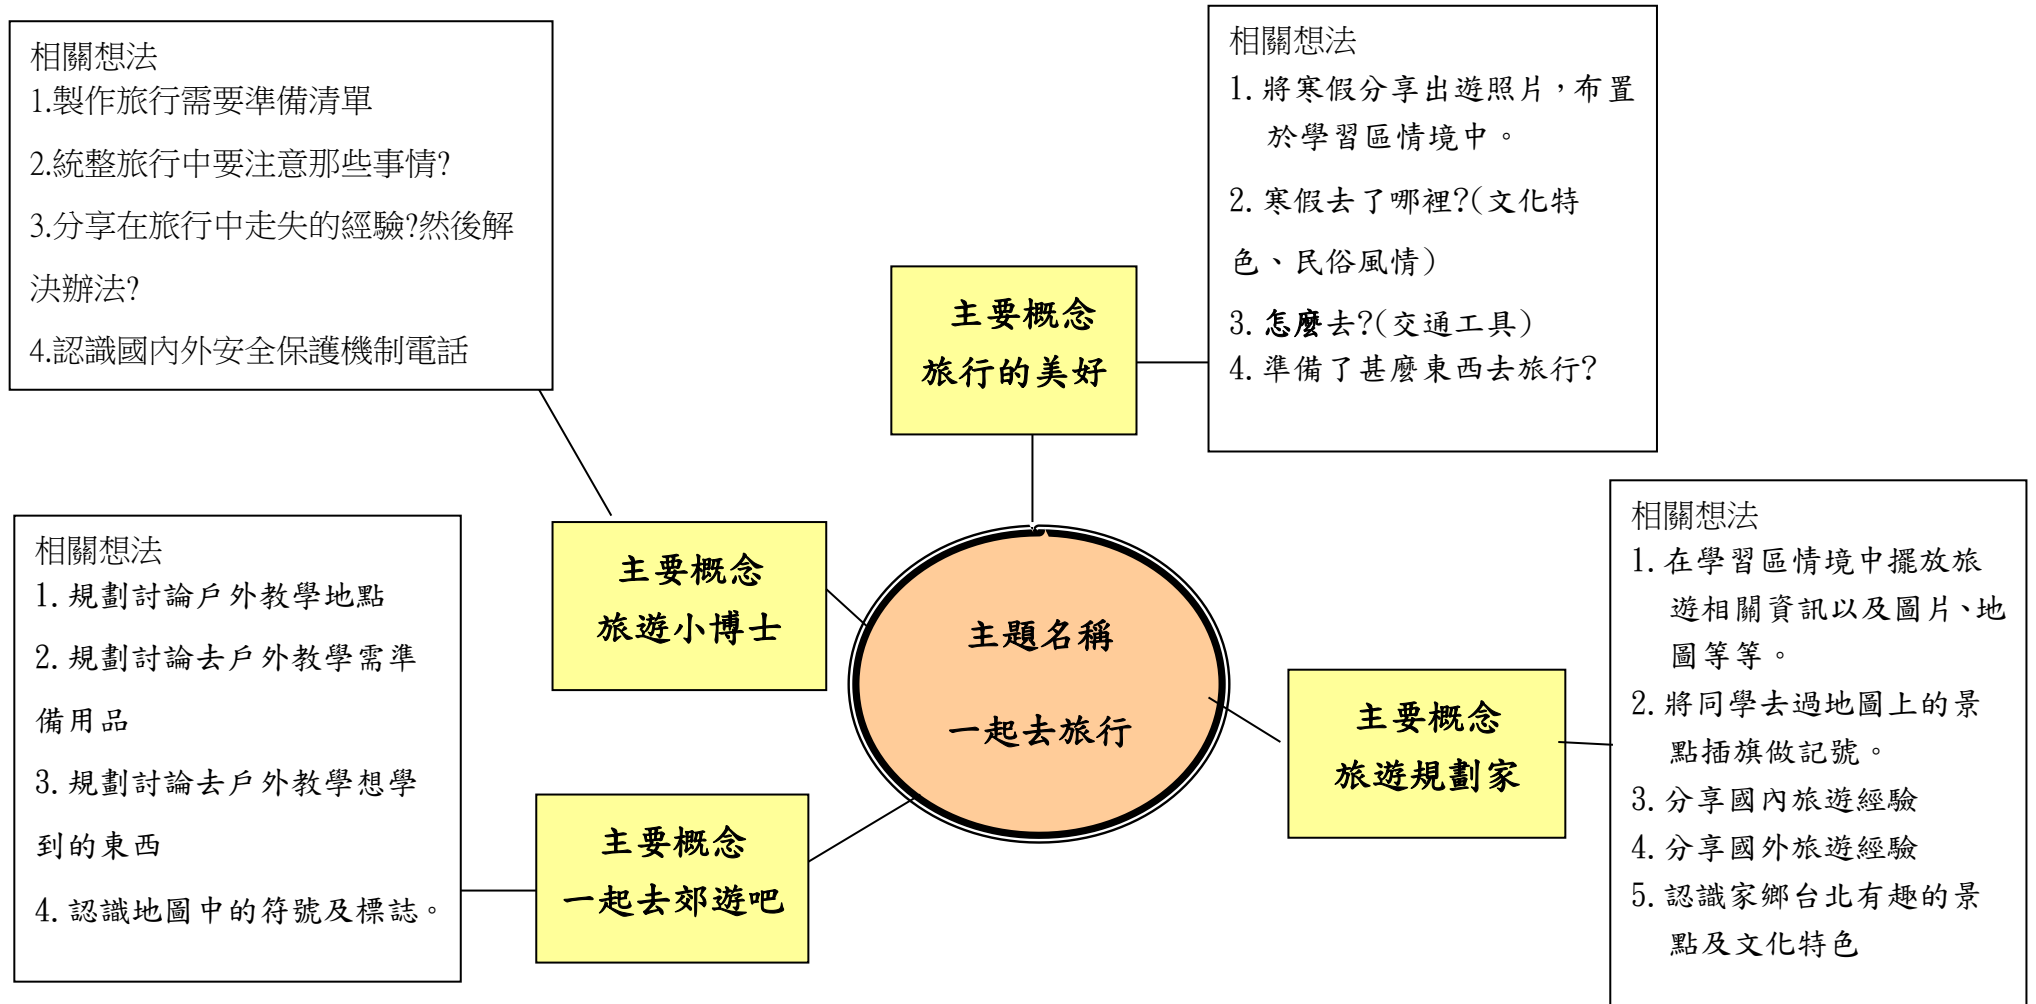 相關想法
1.製作旅行需要準備清單
2.統整旅行中要注意那些事情?
3.分享在旅行中走失的經驗?然後解
決辦法?
4.認識國內外安全保護機制電話
主要概念
旅行的美好
相關想法
1. 將寒假分享出遊照片，布置
於學習區情境中。
2. 寒假去了哪裡?(文化特
色、民俗風情)
3. 怎麼去?(交通工具)
4. 準備了甚麼東西去旅行?
相關想法
1. 規劃討論戶外教學地點
2. 規劃討論去戶外教學需準
備用品
3. 規劃討論去戶外教學想學
到的東西
4. 認識地圖中的符號及標誌。
主要概念
旅遊小博士
主要概念
一起去郊遊吧
主題名稱
一起去旅行
主要概念
旅遊規劃家
相關想法
1. 在學習區情境中擺放旅
遊相關資訊以及圖片、地
圖等等。
2. 將同學去過地圖上的景
點插旗做記號。
3. 分享國內旅遊經驗
4. 分享國外旅遊經驗
5. 認識家鄉台北有趣的景
點及文化特色